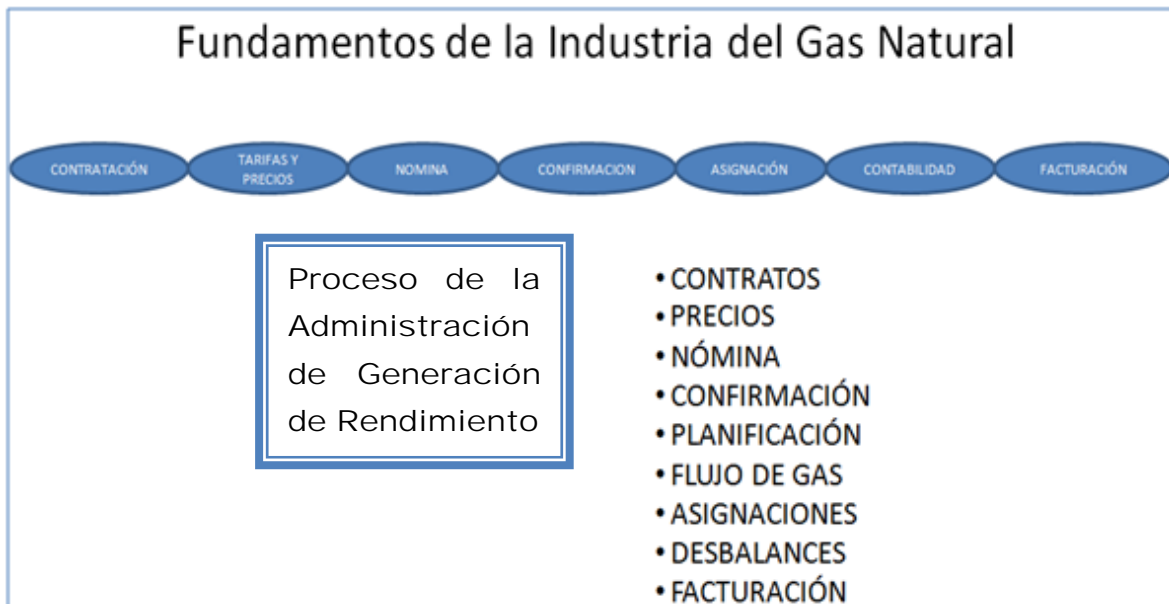 Fundamentos de la Industria del Gas Natural
CONTRATACIÓN
TARIFAS Y
PRECIOS
NOMINA
CONFIRMACION
ASIGNACIÓN
CONTABILIDAD
FACTURACIÓN
Proceso de la
Administración
de Generación
de Rendimiento
• CONTRATOS
• PRECIOS
• NÓMINA
• CONFIRMACIÓN
• PLANIFICACIÓN
• FLUJO DE GAS
• ASIGNACIONES
• DESBALANCES
• FACTURACIÓN